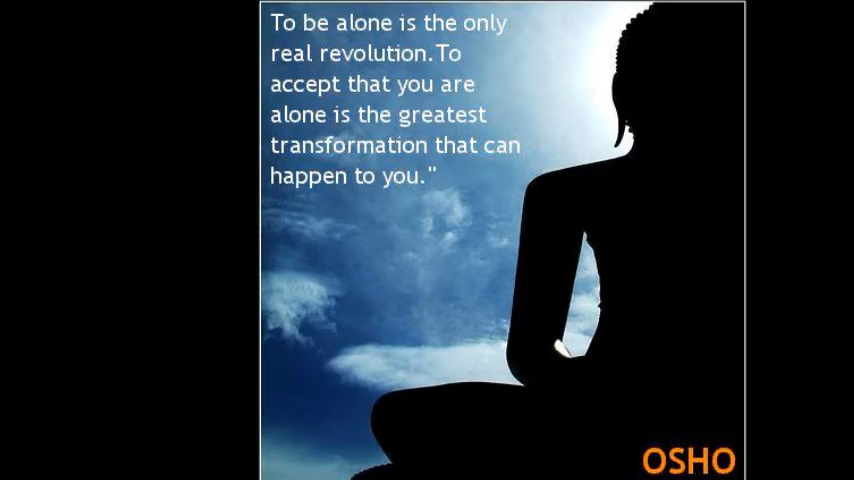 To be alone is the only
real revolution.To
accept that you are
alone is the greatest
transformation that can
happen to you."
OSHO